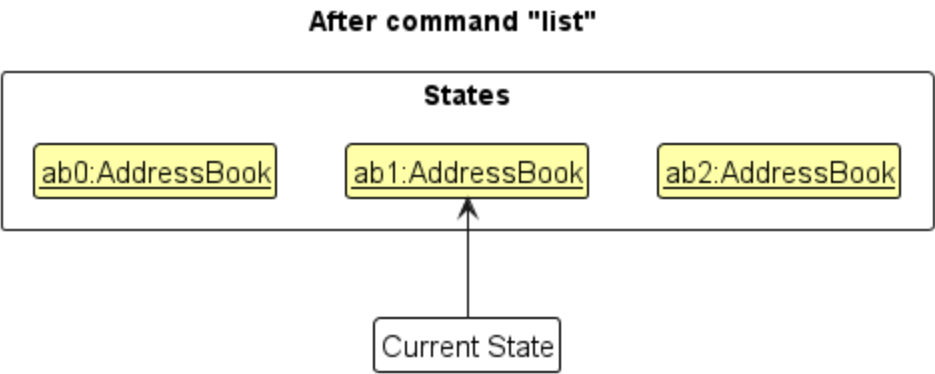 After command "list"
States
ab0:AddressBook
ab1:AddressBook
ab2:AddressBook
Current State